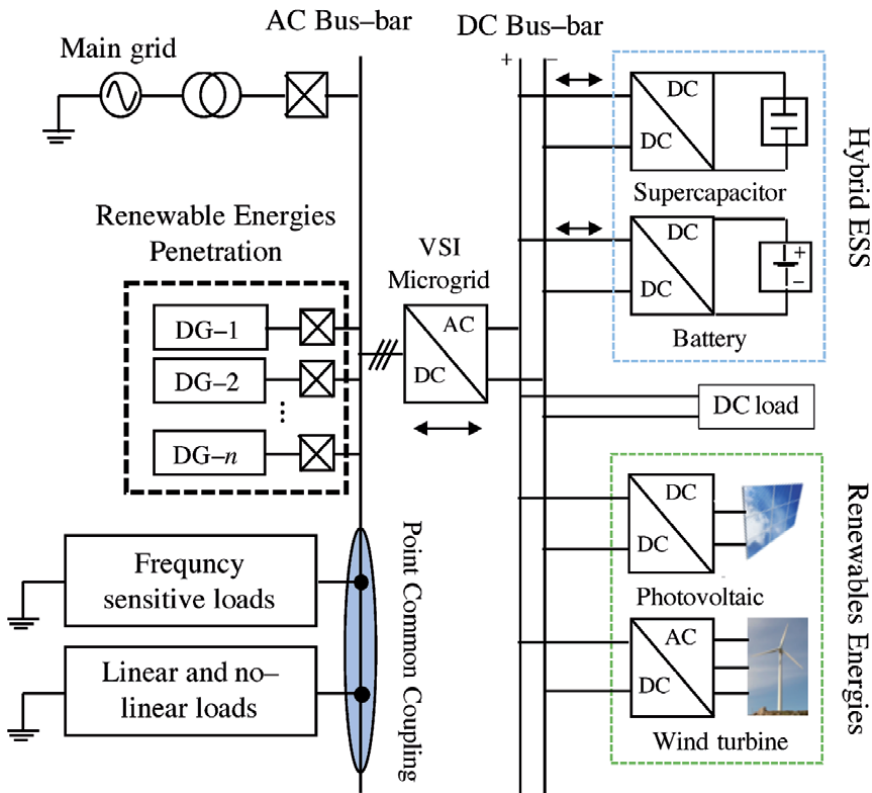 AC Bus–bar
DC Bus–bar
Main grid
+
–
DC
DC
Supercapacitor
DC
DC
+
–
Battery
Hybrid ESS
Renewable Energies
Penetration
DG–1
DG–2
⋮
DG–n
VSI
Microgrid
AC
DC
DC load
DC
DC
Photovoltaic
AC
DC
Wind turbine
Renewables Energies
Frequncy
sensitive loads
Linear and no–
linear loads
Point Common Coupling